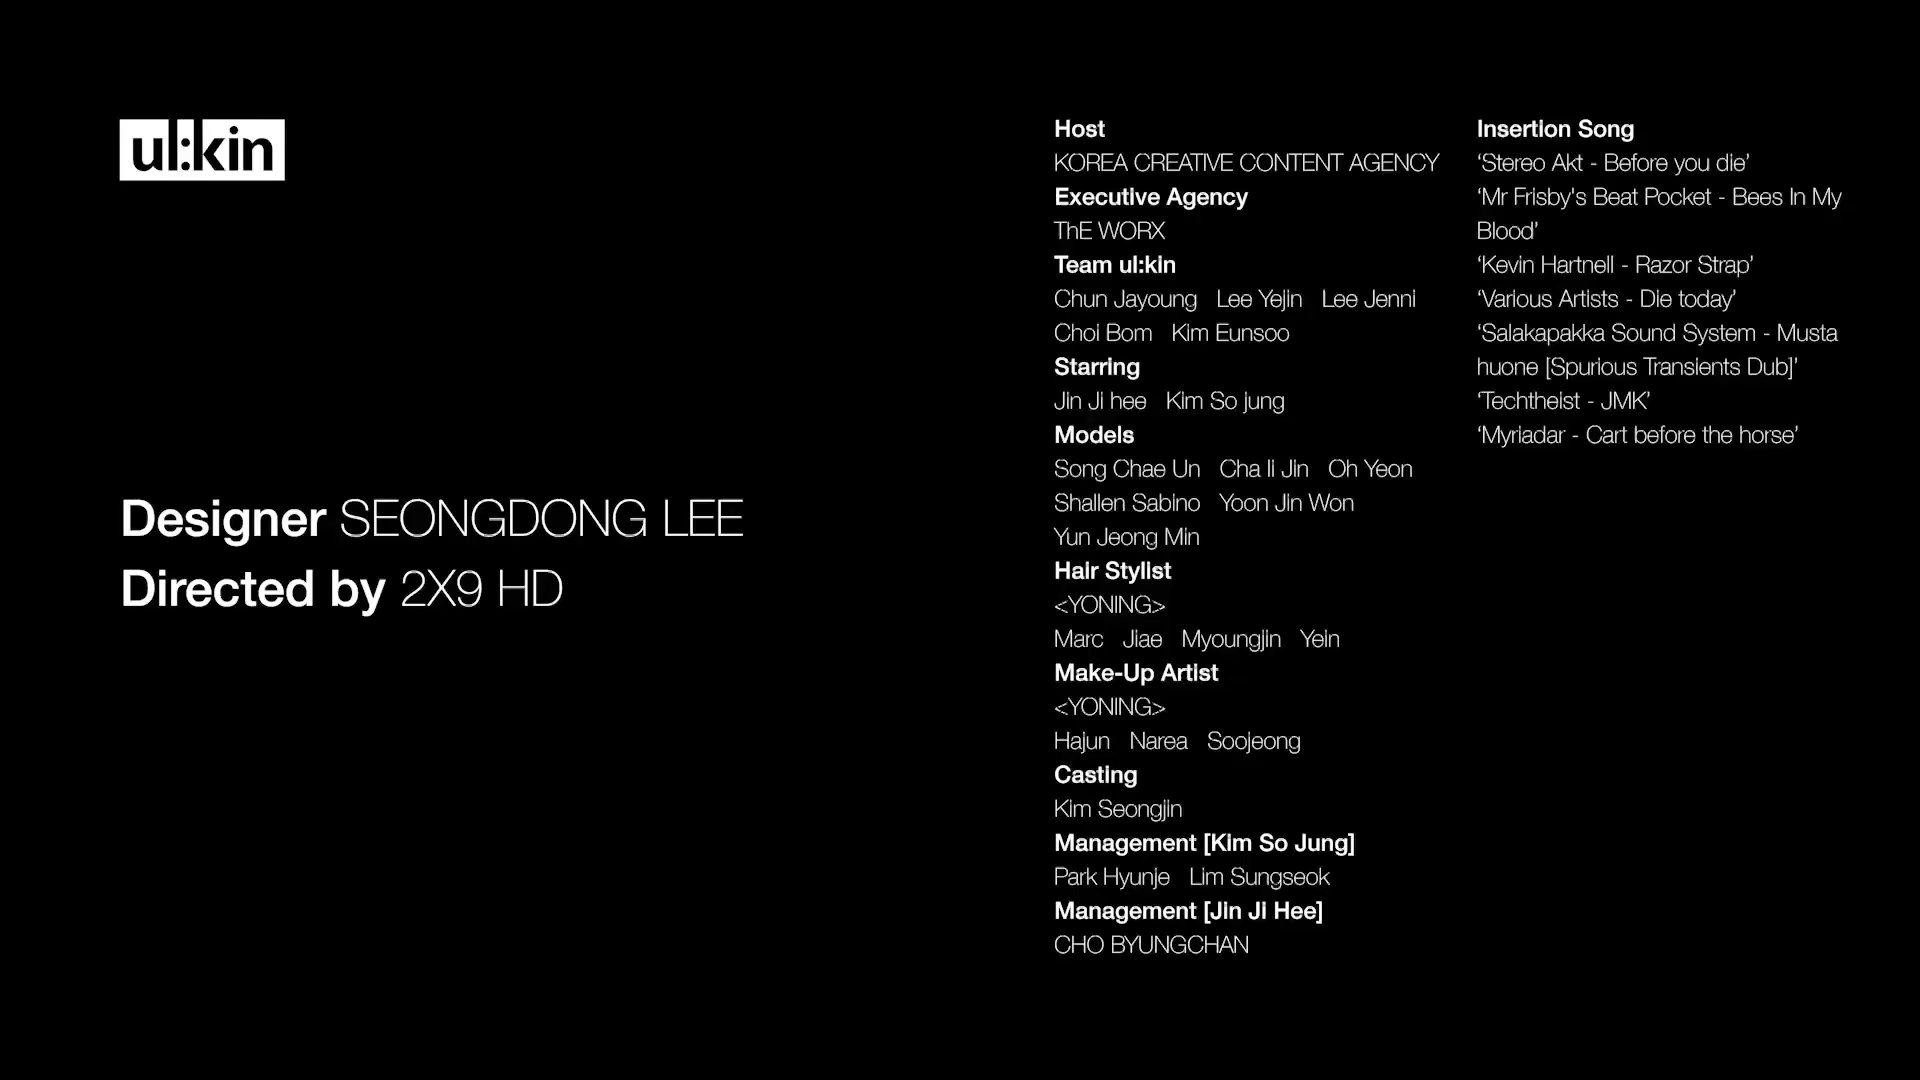 ul:kin
Designer SEONGDONG LEE
Directed by 2X9 HD
Host
KOREA CREATIVE CONTENT AGENCY
Executive Agency
ThE WORX
Team ul:kin
Chun Jayoung Lee Yejin Lee Jenni
Choi Bom Kim Eunsoo
Starring
Jin Ji hee Kim So jung
Models
Song Chae Un Cha Il Jin Oh Yeon
Shallen Sabino Yoon Jin Won
Yun Jeong Min
Hair Stylist
<YONING>
Marc Jiae Myoungjin Yein
Make-Up Artist
<YONING>
Hajun Narea Soojeong
Casting
Kim Seongjin
Management [Kim So Jung]
Park Hyunje Lim Sungseok
Management [Jin Ji Hee]
CHO BYUNGCHAN
Insertion Song
‘Stereo Akt - Before you die’
‘Mr Frisby's Beat Pocket - Bees In My
Blood’
‘Kevin Hartnell - Razor Strap’
‘Various Artists - Die today’
‘Salakapakka Sound System - Musta
huone [Spurious Transients Dub]’
‘Techtheist - JMK’
‘Myriadar - Cart before the horse’